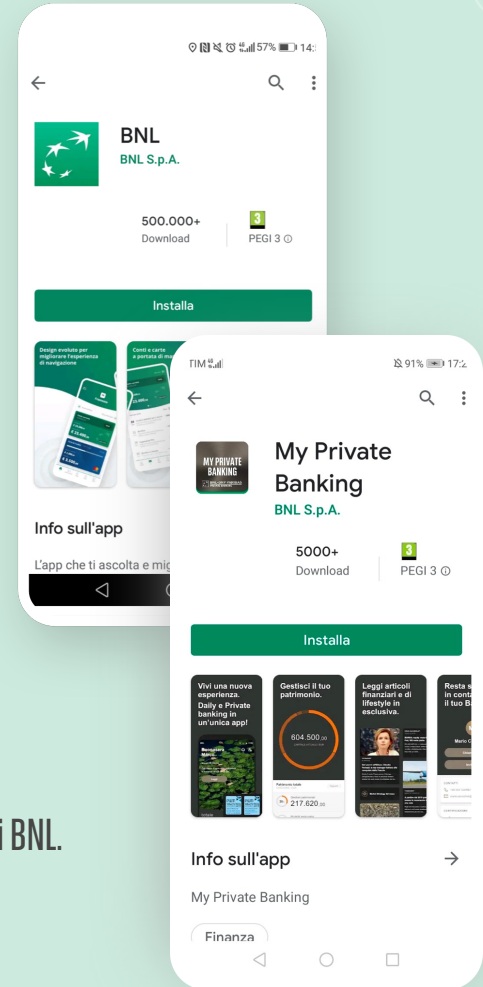 57% 14:
BNL
BNL S.p.A.
500.000+
Download
3
PEGI 3
Installa
Design evoluto per
migliorare l'esperienza
di navigazione
Conti e carte
a portata di
Info sull'app
L'app che ti ascolta e
TIM 91% 17:2
MY PRIVATE
BANKING
My Private
Banking
BNL S.p.A.
5000+
Download
3
PEGI 3
Installa
Vivi una nuova
esperienza.
Daily e Private
banking in
un'unica app!
Gestisci il tuo
patrimonio.
604.500,00
217.620,
Leggi articoli
finanziari e di
lifestyle in
esclusiva.
Resta
in
il tuo
Mario
Info sull'app
My Private Banking
Finanza
i BNL.